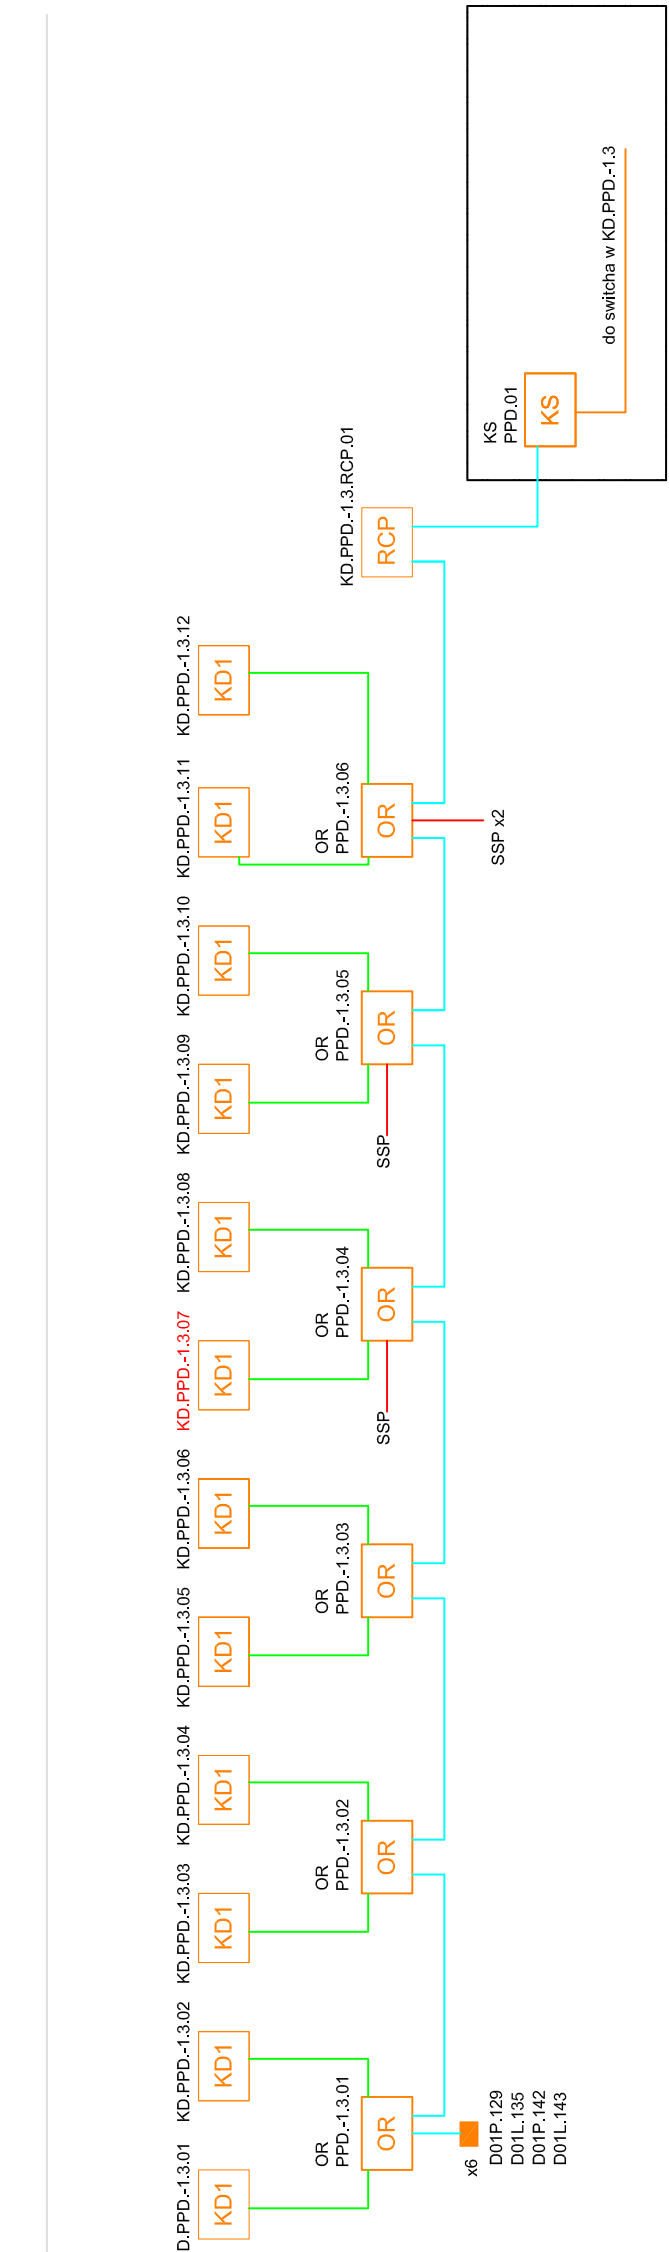 D.PPD.-1.3.01
KD.PPD.-1.3.02
KD.PPD.-1.3.03
KD.PPD.-1.3.04
KD.PPD.-1.3.05
KD.PPD.-1.3.06
KD.PPD.-1.3.07
KD.PPD.-1.3.08
KD.PPD.-1.3.09
KD.PPD.-1.3.10
KD.PPD.-1.3.11
KD.PPD.-1.3.12
KD1
KD1
KD1
KD1
KD1
KD1
KD1
KD1
KD1
KD1
KD1
KD1
OR
PPD.-1.3.01
OR
PPD.-1.3.02
OR
PPD.-1.3.03
OR
PPD.-1.3.04
OR
PPD.-1.3.05
OR
PPD.-1.3.06
KD.PPD.-1.3.RCP.01
OR
OR
OR
OR
OR
OR
RCP
SSP
SSP
SSP x2
x6
D01P.129
D01L.135
D01P.142
D01L.143
KS
PPD.01
KS
do switcha w KD.PPD.-1.3